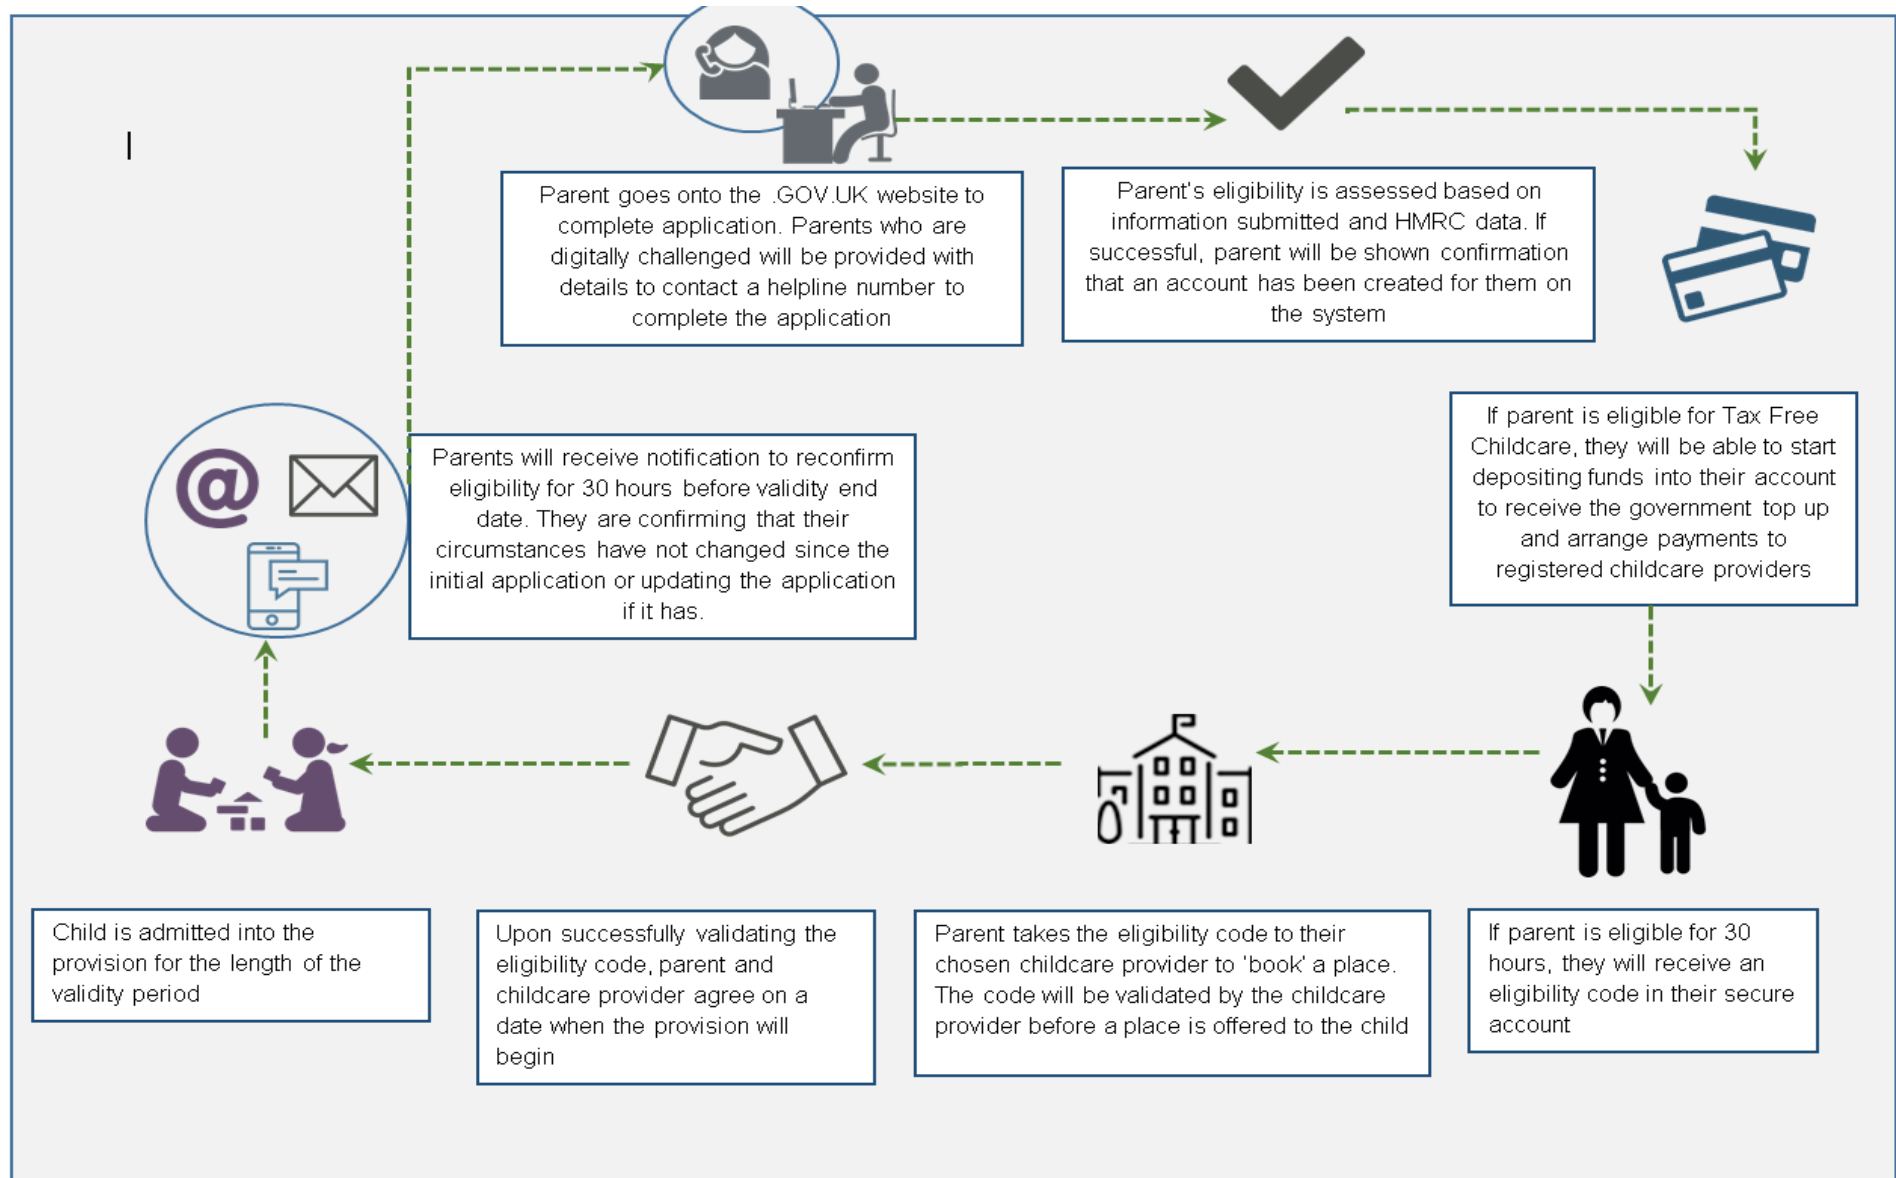 Parent goes onto the .GOV.UK website to
complete application. Parents who are
digitally challenged will be provided with
details to contact a helpline number to
complete the application
Parent's eligibility is assessed based on
information submitted and HMRC data. If
successful, parent will be shown confirmation
that an account has been created for them on
the system
If parent is eligible for Tax Free
Childcare, they will be able to start
depositing funds into their account
to receive the government top up
and arrange payments to
registered childcare providers
If parent is eligible for 30
hours, they will receive an
eligibility code in their secure
account
Parent takes the eligibility code to their
chosen childcare provider to 'book' a place.
The code will be validated by the childcare
provider before a place is offered to the child
Upon successfully validating the
eligibility code, parent and
childcare provider agree on a
date when the provision will
begin
Child is admitted into the
provision for the length of the
validity period
@
Parents will receive notification to reconfirm
eligibility for 30 hours before validity end
date. They are confirming that their
circumstances have not changed since the
initial application or updating the application
if it has.